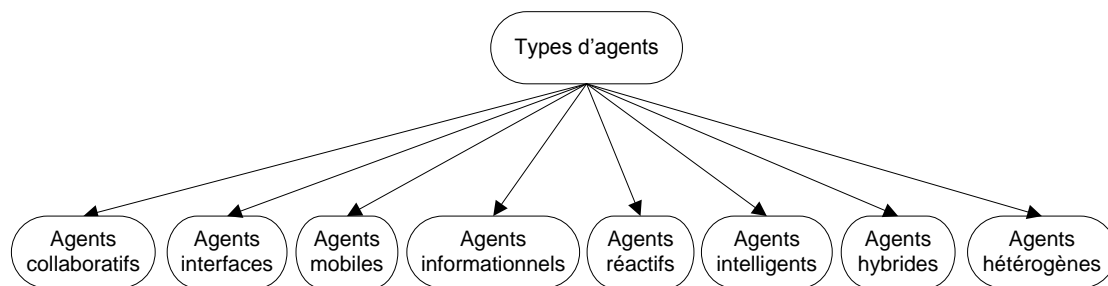 Types d'agents
Agents
collaboratifs
Agents
interfaces
Agents
mobiles
Agents
informationnels
Agents
réactifs
Agents
intelligents
Agents
hybrides
Agents
hétérogènes